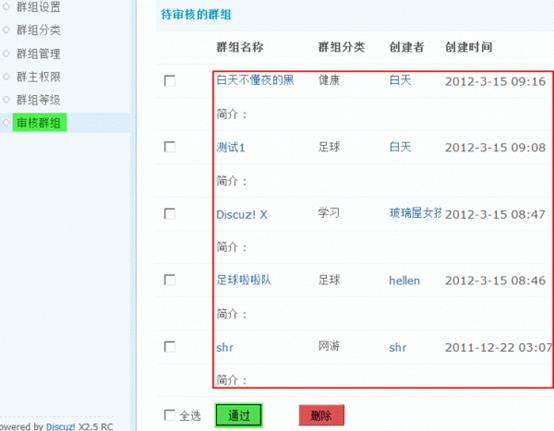 群组设置
群组分类
群组管理
群主权限
群组等级
审核群组
owered by Discuz! X2.5 RC
待审核的群组
群组名称 群组分类 创建者 创建时间
白天不懂夜的黑 健康 白天 2012-3-15 09:16
简介：
测试1 足球 白天 2012-3-15 09:08
简介：
Discuz! X 学习 玻璃屋女孩 2012-3-15 08:47
简介：
足球啦啦队 足球 hellen 2012-3-15 08:46
简介：
shr 网游 shr 2011-12-22 03:07
简介：
全选 通过 删除